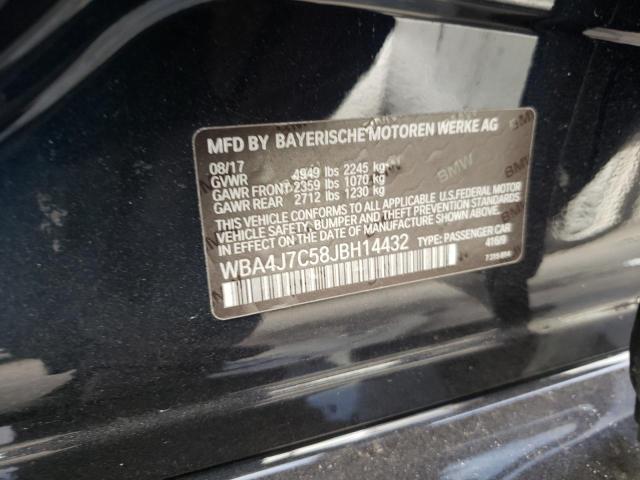 MFD BY BAYERISCHE MOTOREN WERKE AG
08/17
GVWR 4949 lbs 2245 kg
GAWR FRONT 2359 lbs 1070 kg
GAWR REAR 2712 lbs 1230 kg
THIS VEHICLE CONFORMS TO ALL APPLICABLE U.S.FEDERAL MOTOR
VEHICLE SAFETY, BUMPER, AND THEFT PREVENTION STANDARDS
IN EFFECT ON THE DATE OF MANUFACTURE SHOWN ABOVE.
WBA4J7C58JBH14432 TYPE: PASSENGER CAR
BMW
BMW